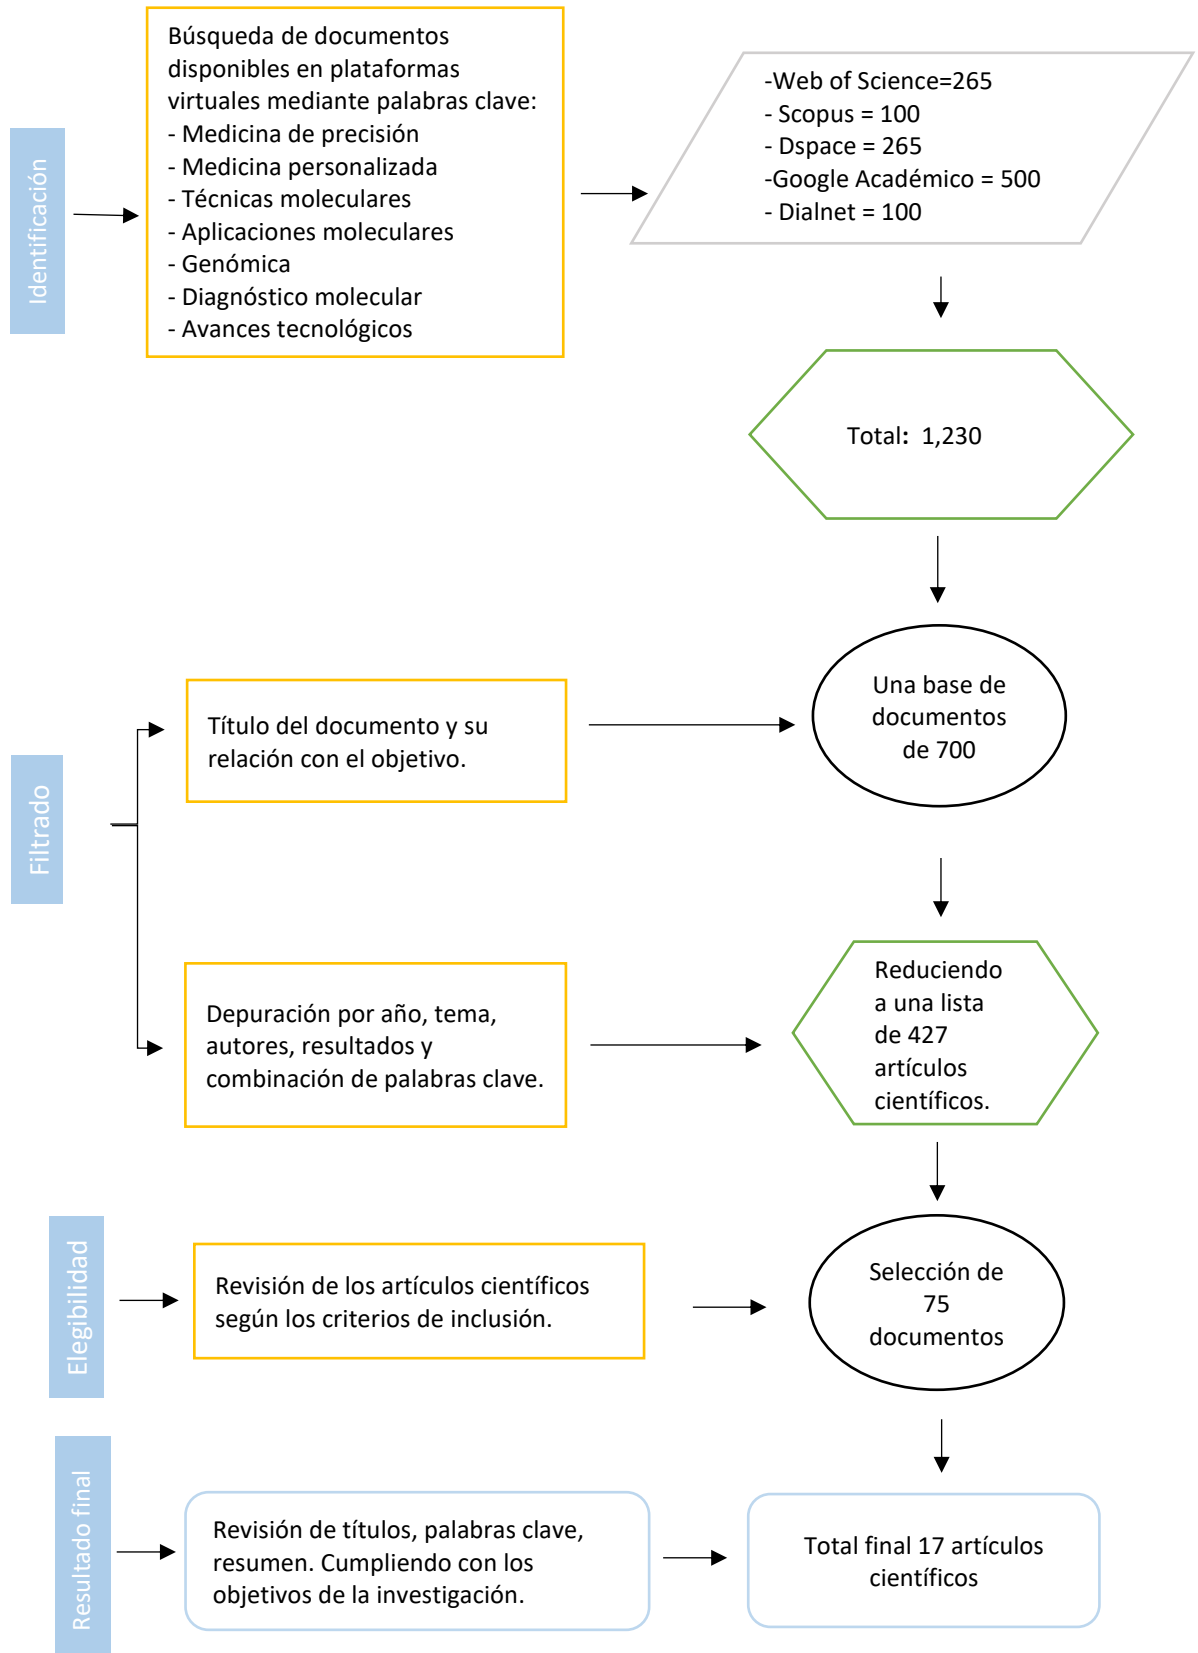 Identificación
Búsqueda de documentos
disponibles en plataformas
virtuales mediante palabras clave:
- Medicina de precisión
- Medicina personalizada
- Técnicas moleculares
- Aplicaciones moleculares
- Genómica
- Diagnóstico molecular
- Avances tecnológicos
-Web of Science=265
- Scopus = 100
- Dspace = 265
-Google Académico = 500
- Dialnet = 100
Total: 1,230
Filtrado
Título del documento y su
relación con el objetivo.
Una base de
documentos
de 700
Depuración por año, tema,
autores, resultados y
combinación de palabras clave.
Reduciendo
a una lista
de 427
artículos
científicos.
Elegibilidad
Revisión de los artículos científicos
según los criterios de inclusión.
Selección de
75
documentos
Resultado final
Revisión de títulos, palabras clave,
resumen. Cumpliendo con los
objetivos de la investigación.
Total final 17 artículos
científicos